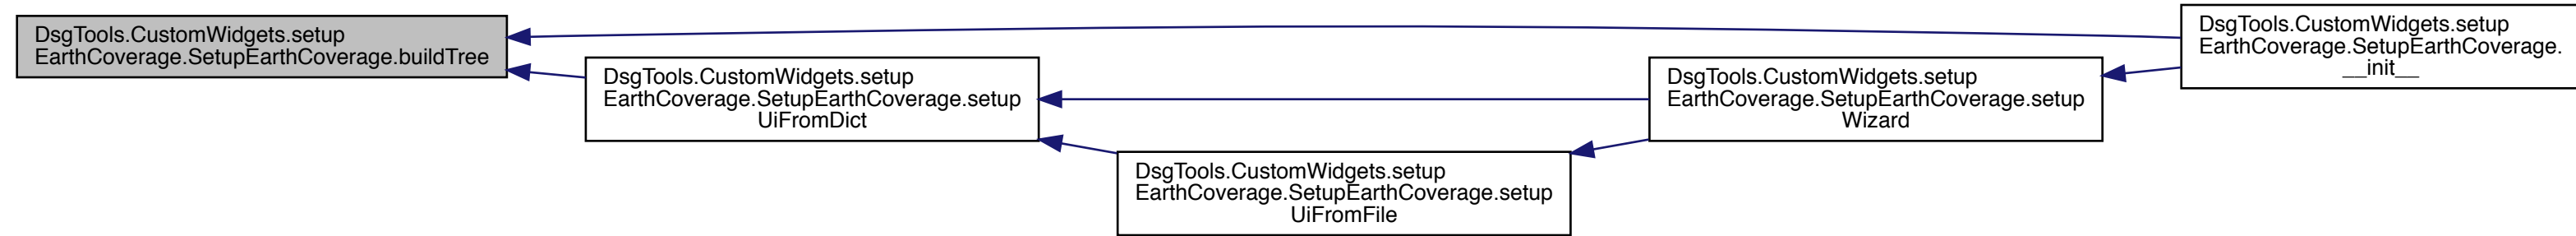 DsgTools.CustomWidgets.setup
EarthCoverage.SetupEarthCoverage.buildTree
DsgTools.CustomWidgets.setup
EarthCoverage.SetupEarthCoverage.setup
UiFromDict
DsgTools.CustomWidgets.setup
EarthCoverage.SetupEarthCoverage.setup
UiFromFile
DsgTools.CustomWidgets.setup
EarthCoverage.SetupEarthCoverage.setup
Wizard
DsgTools.CustomWidgets.setup
EarthCoverage.SetupEarthCoverage.
__init__